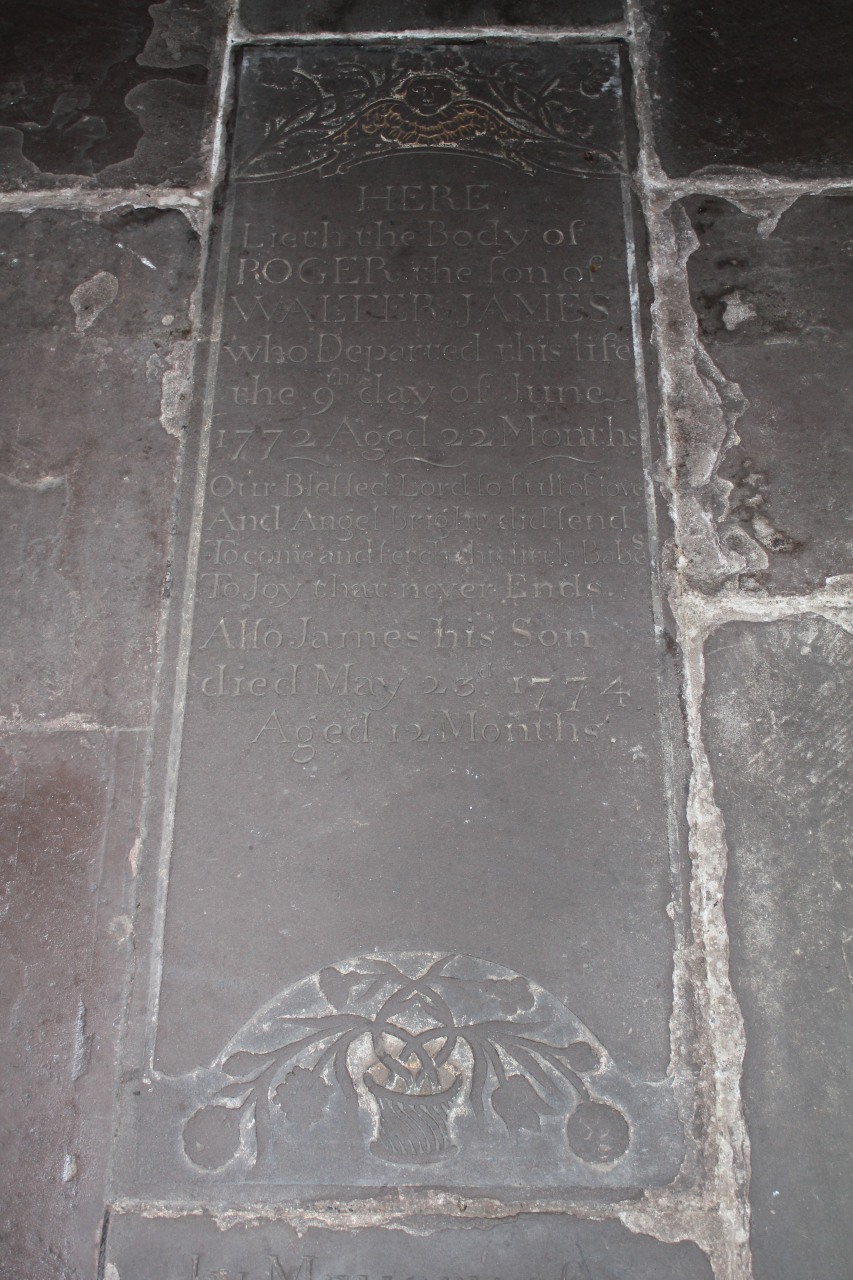 HERE
Lieth the Body of
ROGER the ſon of
WALTER JAMES
who Departed this life
the 9th day of June
1772 Aged 22 Months
Our Bleſſed Lord ſo full of love
And Angel bright did ſend
To come and fetch this little Babe
To Joy that never Ends.
Alſo James his Son
died May 23d 1774
Aged 12 Months.